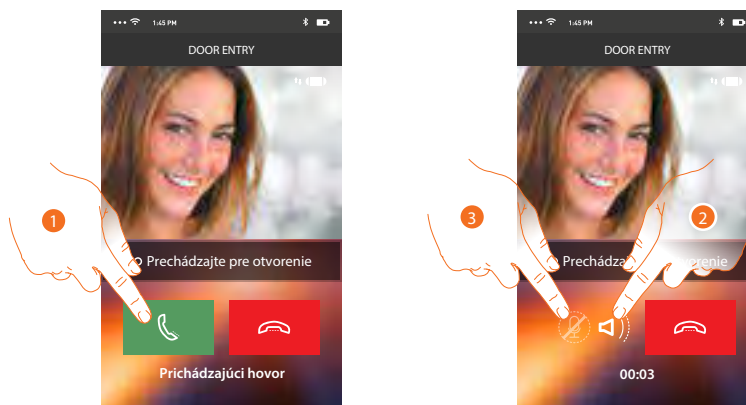 1:45 PM
DOOR ENTRY
1
Prechádzajte pre otvorenie
Prichádzajúci hovor
1:45 PM
DOOR ENTRY
3
2
Prechádza
vorenie
00:03